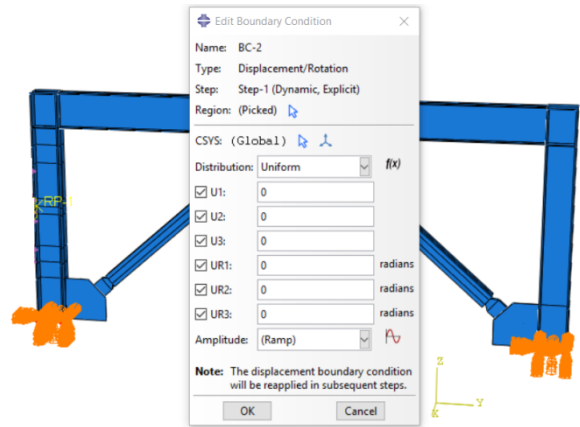 Edit Boundary Condition
Name: BC-2
Type: Displacement/Rotation
Step: Step-1 (Dynamic, Explicit)
Region: (Picked)
CSYS: (Global)
Distribution: Uniform f(x)
U1: 0
U2: 0
U3: 0
UR1: 0 radians
UR2: 0 radians
UR3: 0 radians
Amplitude: (Ramp)
Note: The displacement boundary condition
will be reapplied in subsequent steps.
OK Cancel
RP-1
Z
Y
X